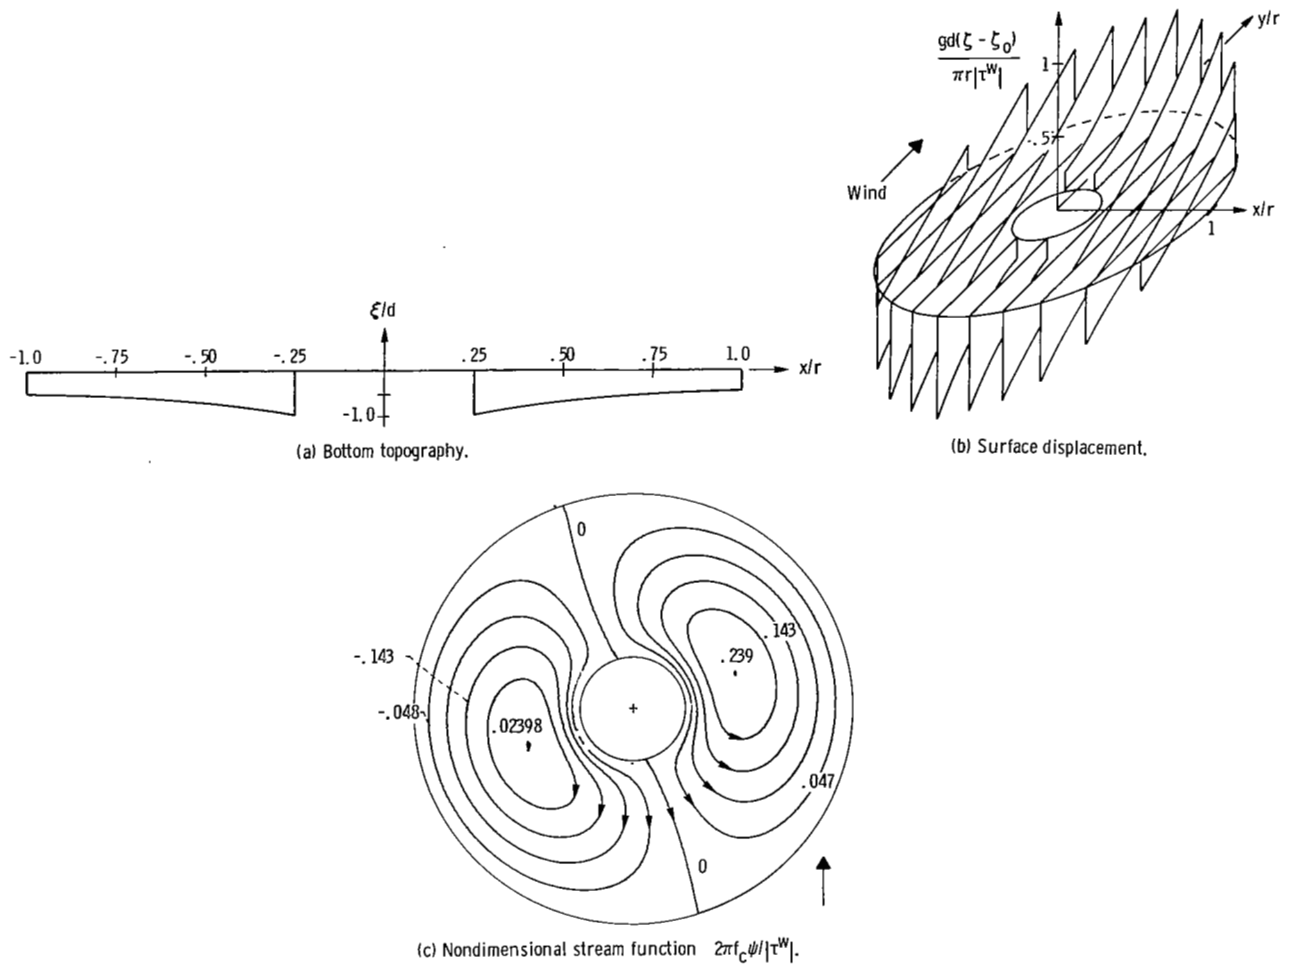 y/r
gd(ζ - ζ₀)
πr|τᵂ|
1
.5
Wind
x/r
1
ξ/d
-1.0 -.75 -.50 -.25 .25 .50 .75 1.0 x/r
-1.0
(a) Bottom topography.
(b) Surface displacement.
0
.143
-.143
.239
-.048
.02398
.047
0
(c) Nondimensional stream function 2πf꜀ψ/|τᵂ|.